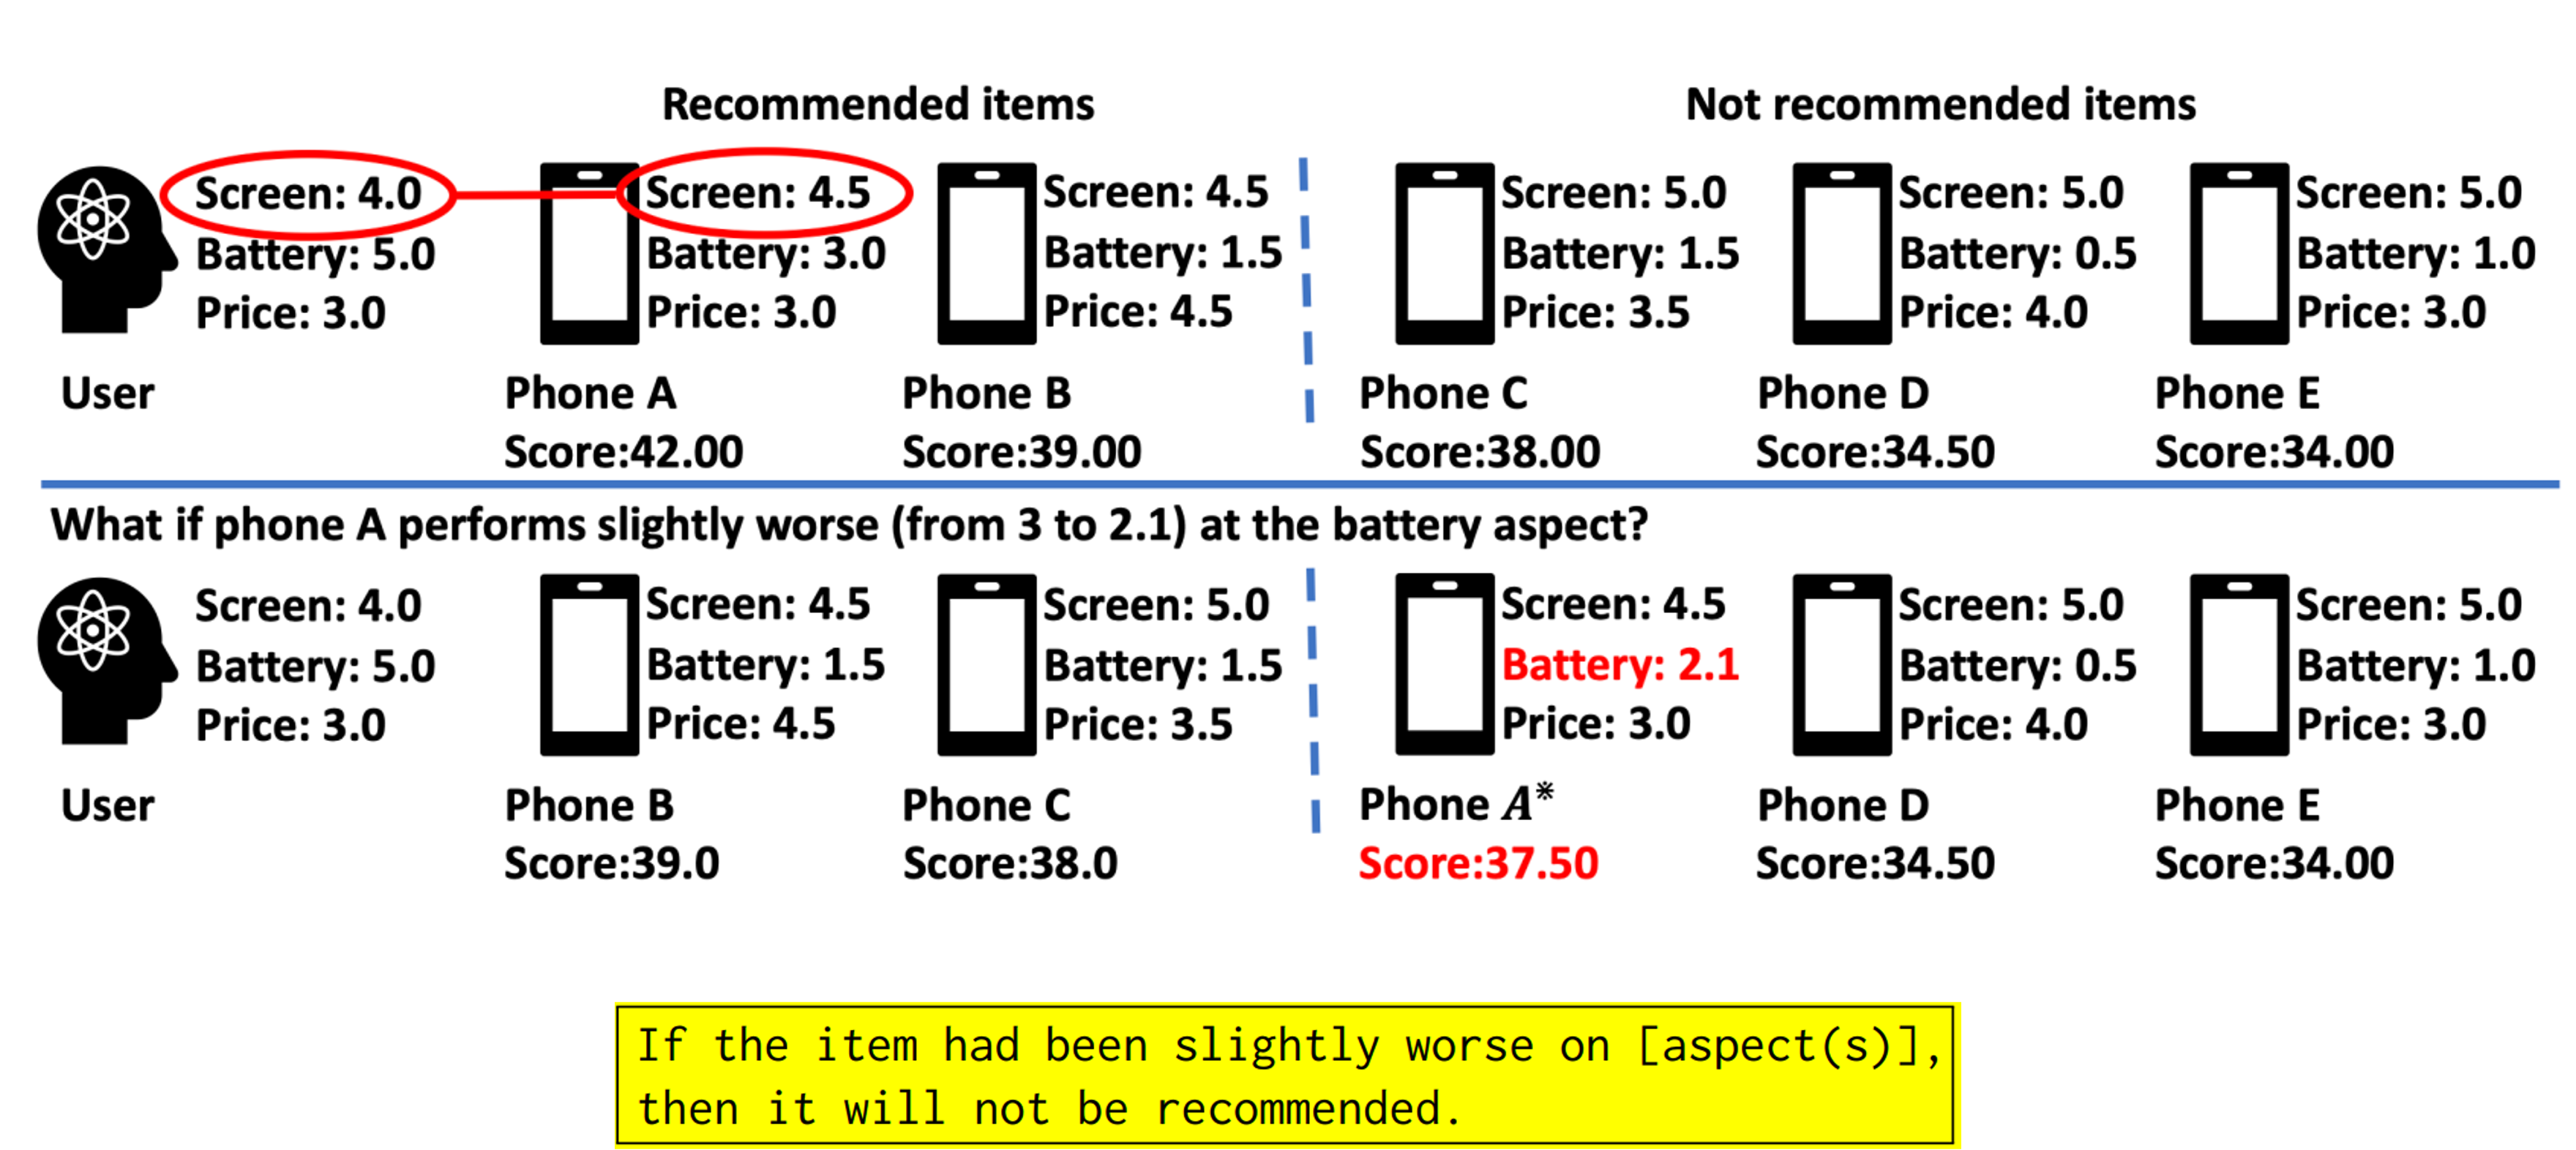 Recommended items
Not recommended items
Screen: 4.0
Battery: 5.0
Price: 3.0
User
Screen: 4.5
Battery: 3.0
Price: 3.0
Phone A
Score:42.00
Screen: 4.5
Battery: 1.5
Price: 4.5
Phone B
Score:39.00
Screen: 5.0
Battery: 1.5
Price: 3.5
Phone C
Score:38.00
Screen: 5.0
Battery: 0.5
Price: 4.0
Phone D
Score:34.50
Screen: 5.0
Battery: 1.0
Price: 3.0
Phone E
Score:34.00
What if phone A performs slightly worse (from 3 to 2.1) at the battery aspect?
Screen: 4.0
Battery: 5.0
Price: 3.0
User
Screen: 4.5
Battery: 1.5
Price: 4.5
Phone B
Score:39.0
Screen: 5.0
Battery: 1.5
Price: 3.5
Phone C
Score:38.0
Screen: 4.5
Battery: 2.1
Price: 3.0
Phone A*
Score:37.50
Screen: 5.0
Battery: 0.5
Price: 4.0
Phone D
Score:34.50
Screen: 5.0
Battery: 1.0
Price: 3.0
Phone E
Score:34.00
If the item had been slightly worse on [aspect(s)],
then it will not be recommended.